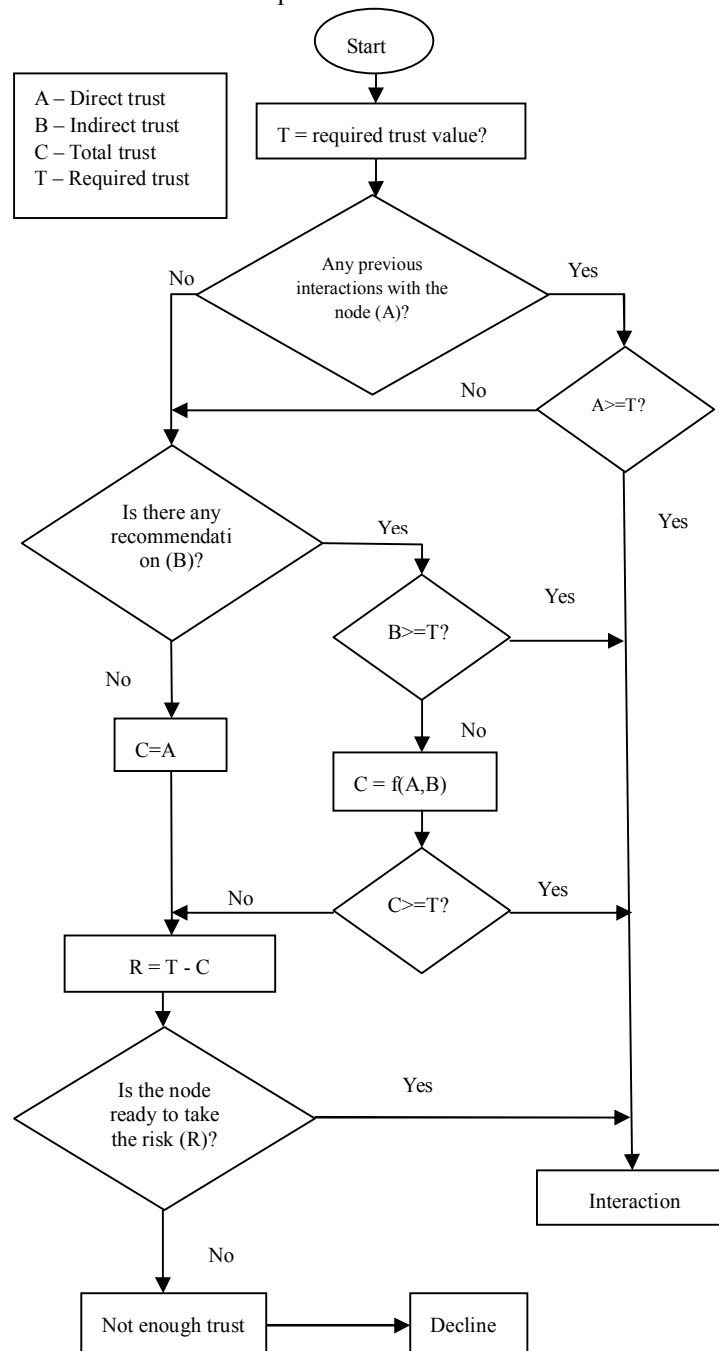 Start
A – Direct trust
B – Indirect trust
C – Total trust
T – Required trust
T = required trust value?
No
Any previous
interactions with the
node (A)?
Yes
No
A>=T?
Is there any
recommendati
on (B)?
Yes
Yes
B>=T?
Yes
No
No
C=A
C = f(A,B)
No
C>=T?
Yes
R = T - C
Is the node
ready to take
the risk (R)?
Yes
Interaction
No
Not enough trust
Decline